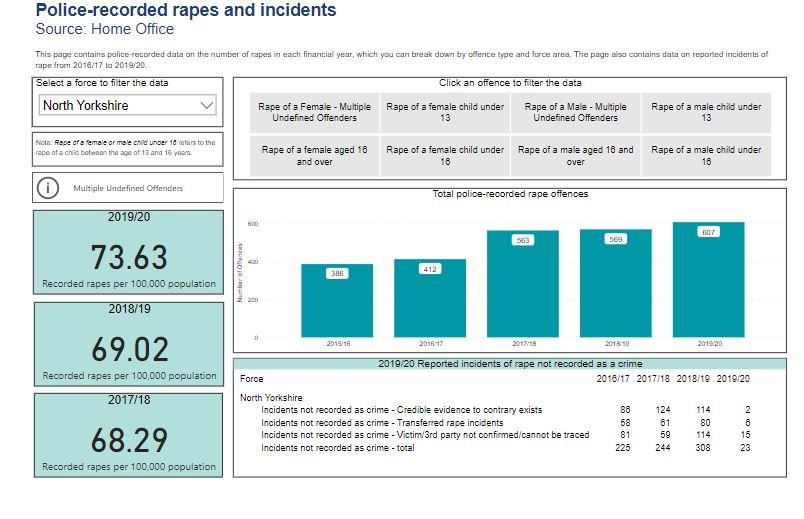 Police-recorded rapes and incidents
Source: Home Office
This page contains police-recorded data on the number of rapes in each financial year, which you can break down by offence type and force area. The page also contains data on reported incidents of
rape from 2016/17 to 2019/20.
Select a force to filter the data
North Yorkshire
Note: Rape of a female or male child under 16 refers to the
rape of a child between the age of 13 and 16 years.
Multiple Undefined Offenders
2019/20
73.63
Recorded rapes per 100,000 population
2018/19
69.02
Recorded rapes per 100,000 population
2017/18
68.29
Recorded rapes per 100,000 population
Click an offence to filter the data
Rape of a Female - Multiple
Undefined Offenders
Rape of a female child under
13
Rape of a Male - Multiple
Undefined Offenders
Rape of a male child under
13
Rape of a female aged 16
and over
Rape of a female child under
16
Rape of a male aged 16 and
over
Rape of a male child under
16
Total police-recorded rape offences
Number of Offences
600
400
200
0
386
412
563
569
607
2015/16 2016/17 2017/18 2018/19 2019/20
2019/20 Reported incidents of rape not recorded as a crime
Force 2016/17 2017/18 2018/19 2019/20
North Yorkshire
Incidents not recorded as crime - Credible evidence to contrary exists 86 124 114 2
Incidents not recorded as crime - Transferred rape incidents 58 61 80 6
Incidents not recorded as crime - Victim/3rd party not confirmed/cannot be traced 81 59 114 15
Incidents not recorded as crime - total 225 244 308 23